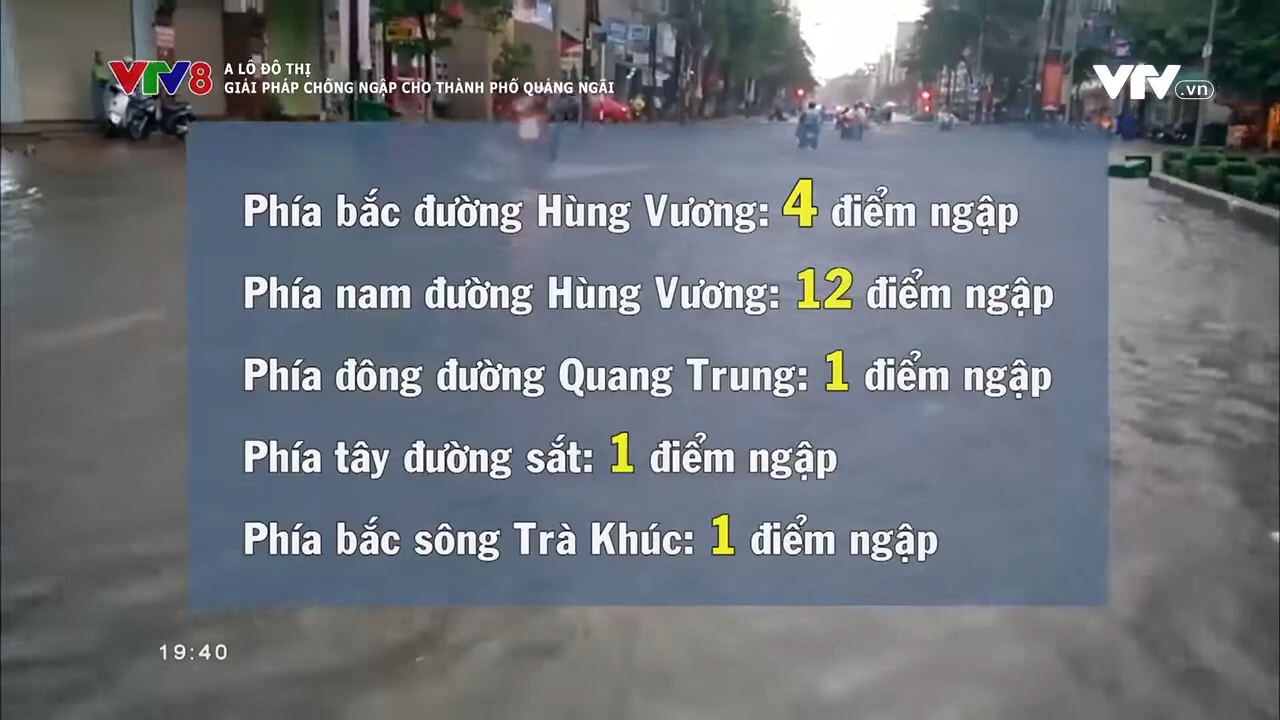 VTV8
A LÔ ĐÔ THỊ
GIẢI PHÁP CHỐNG NGẬP CHO THÀNH PHỐ QUẢNG NGÃI
VTV.vn
Phía bắc đường Hùng Vương: 4 điểm ngập
Phía nam đường Hùng Vương: 12 điểm ngập
Phía đông đường Quang Trung: 1 điểm ngập
Phía tây đường sắt: 1 điểm ngập
Phía bắc sông Trà Khúc: 1 điểm ngập
19:40